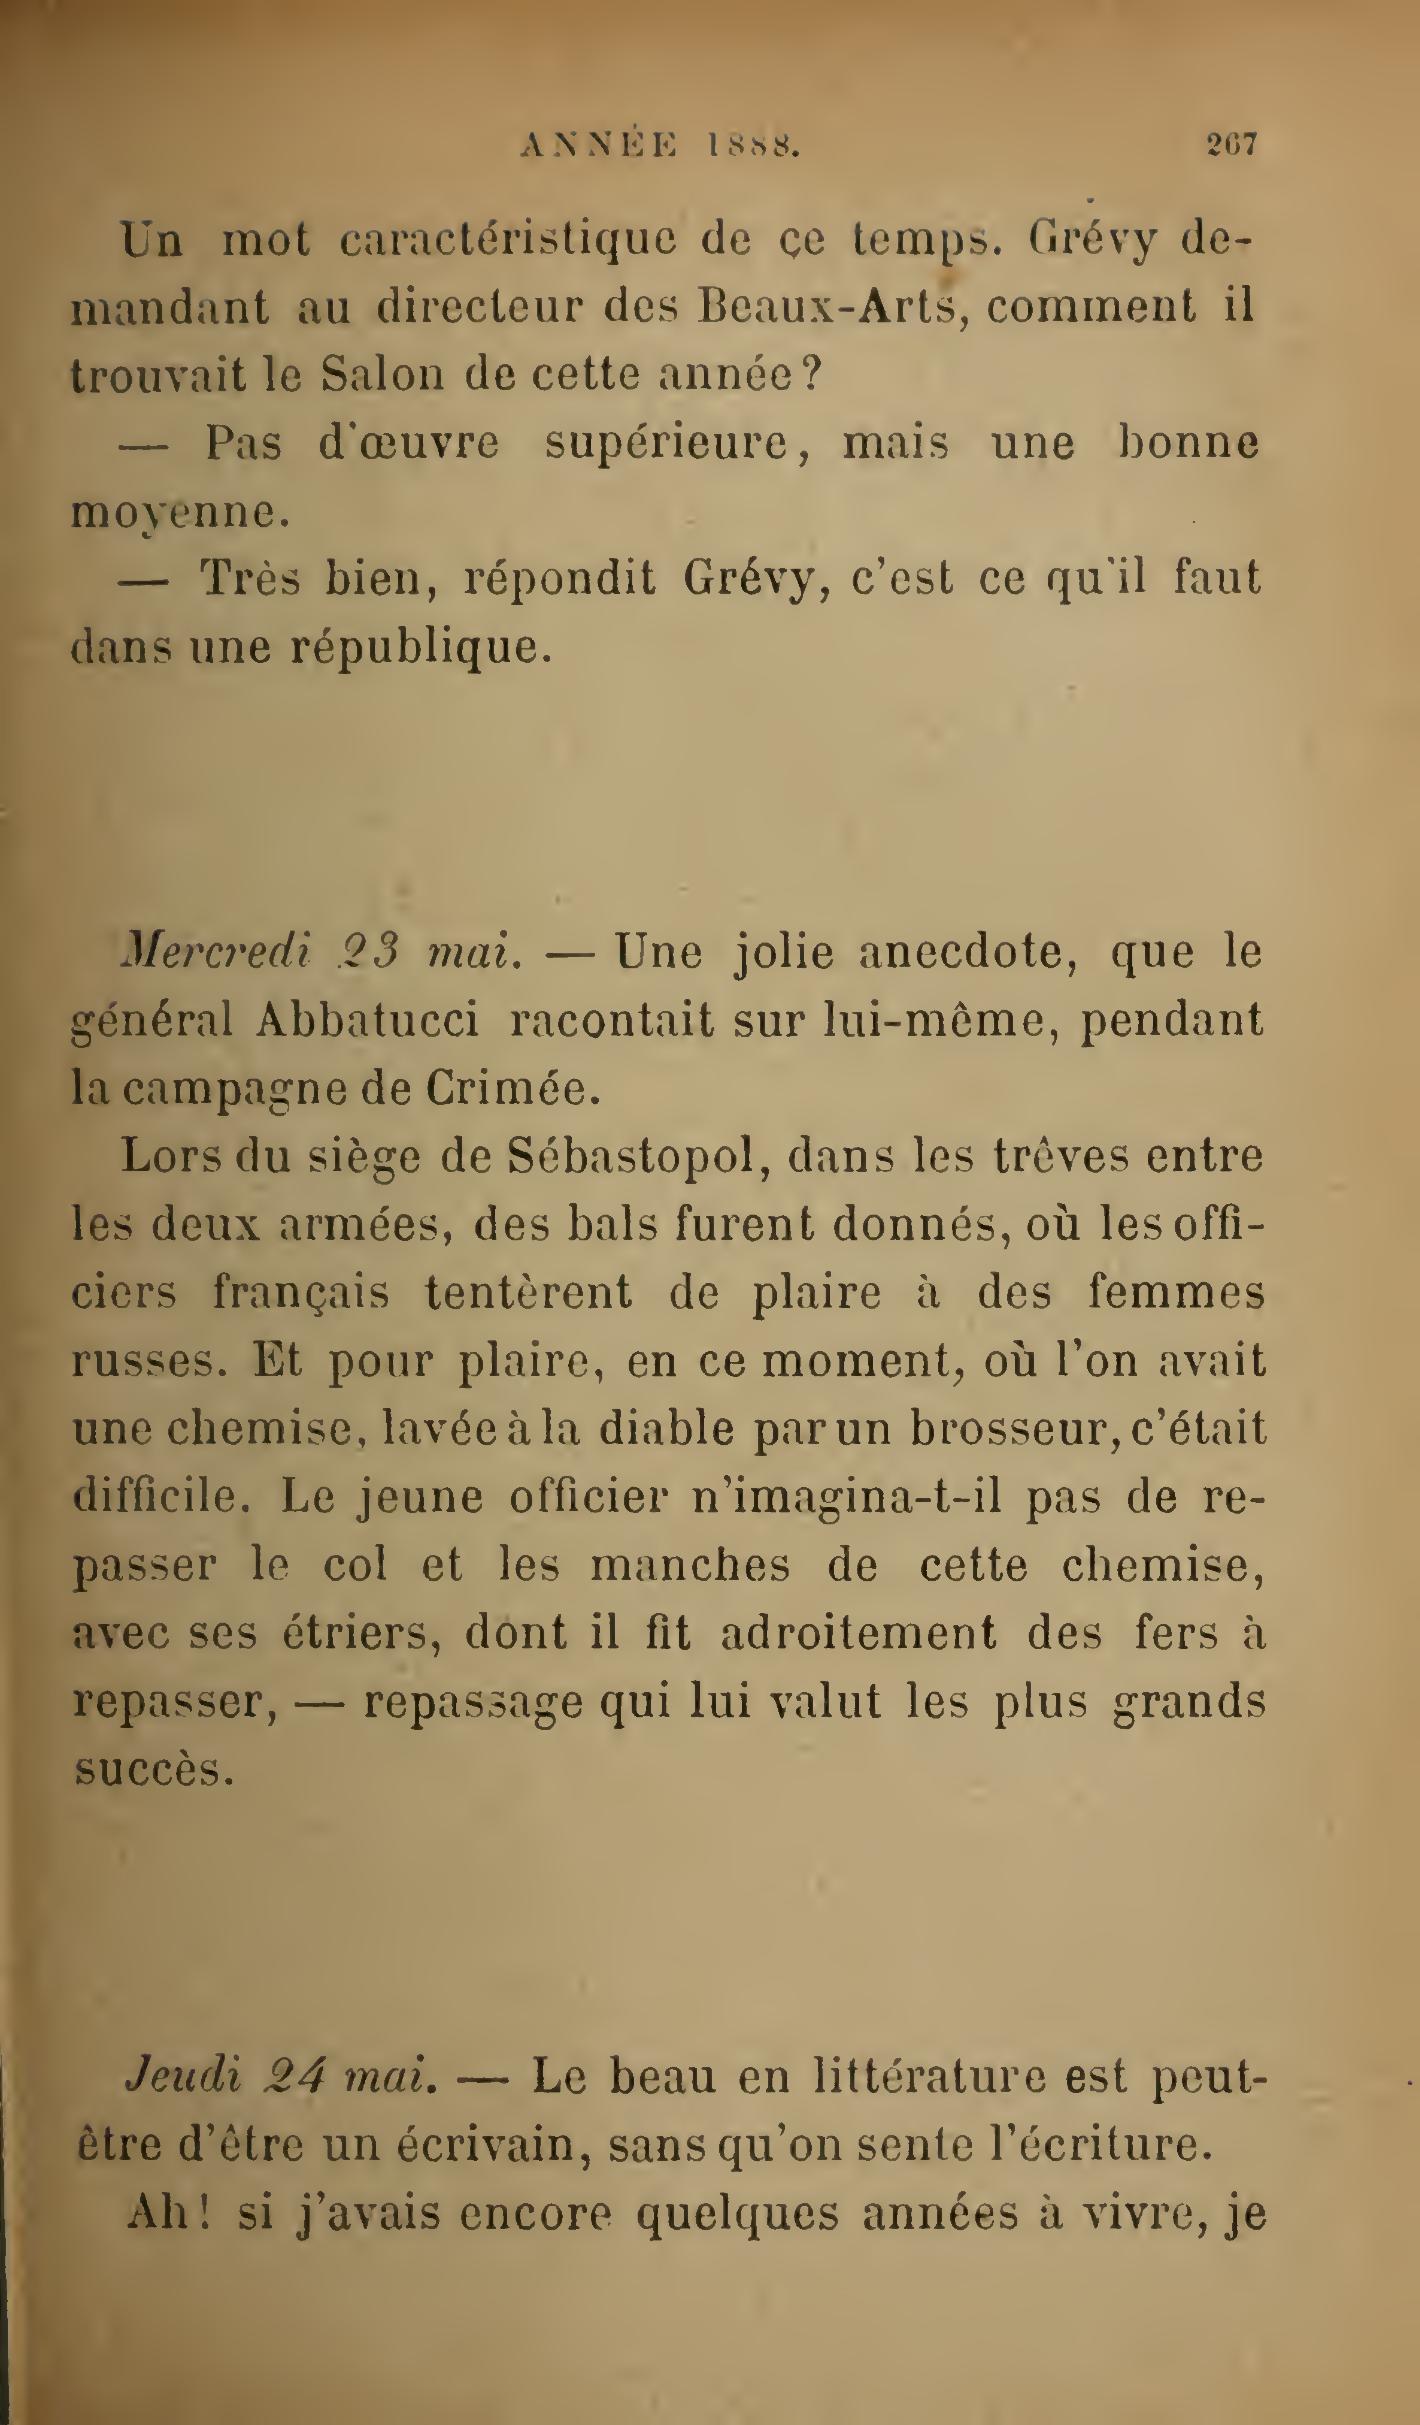 ANNÉE 1888. 267
Un mot caractéristique de ce temps. Grévy de-
mandant au directeur des Beaux-Arts, comment il
trouvait le Salon de cette année?
— Pas d'œuvre supérieure, mais une bonne
moyenne.
— Très bien, répondit Grévy, c'est ce qu'il faut
dans une république.
Mercredi 23 mai. — Une jolie anecdote, que le
général Abbatucci racontait sur lui-même, pendant
la campagne de Crimée.
Lors du siège de Sébastopol, dans les trêves entre
les deux armées, des bals furent donnés, où les offi-
ciers français tentèrent de plaire à des femmes
russes. Et pour plaire, en ce moment, où l'on avait
une chemise, lavée à la diable par un brosseur, c'était
difficile. Le jeune officier n'imagina-t-il pas de re-
passer le col et les manches de cette chemise,
avec ses étriers, dont il fit adroitement des fers à
repasser, — repassage qui lui valut les plus grands
succès.
Jeudi 24 mai. — Le beau en littérature est peut-
être d'être un écrivain, sans qu'on sente l'écriture.
Ah! si j'avais encore quelques années à vivre, je